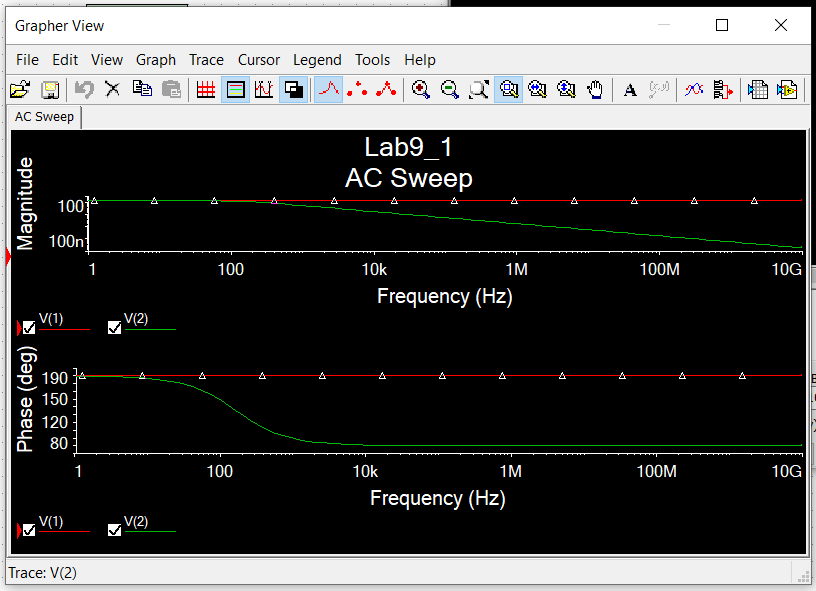 Grapher View
File Edit View Graph Trace Cursor Legend Tools Help
A
AC Sweep
Lab9_1
AC Sweep
Magnitude
100
100n
1 100 10k 1M 100M 10G
Frequency (Hz)
V(1) V(2)
Phase (deg)
190
150
120
80
1 100 10k 1M 100M 10G
Frequency (Hz)
V(1) V(2)
Trace: V(2)